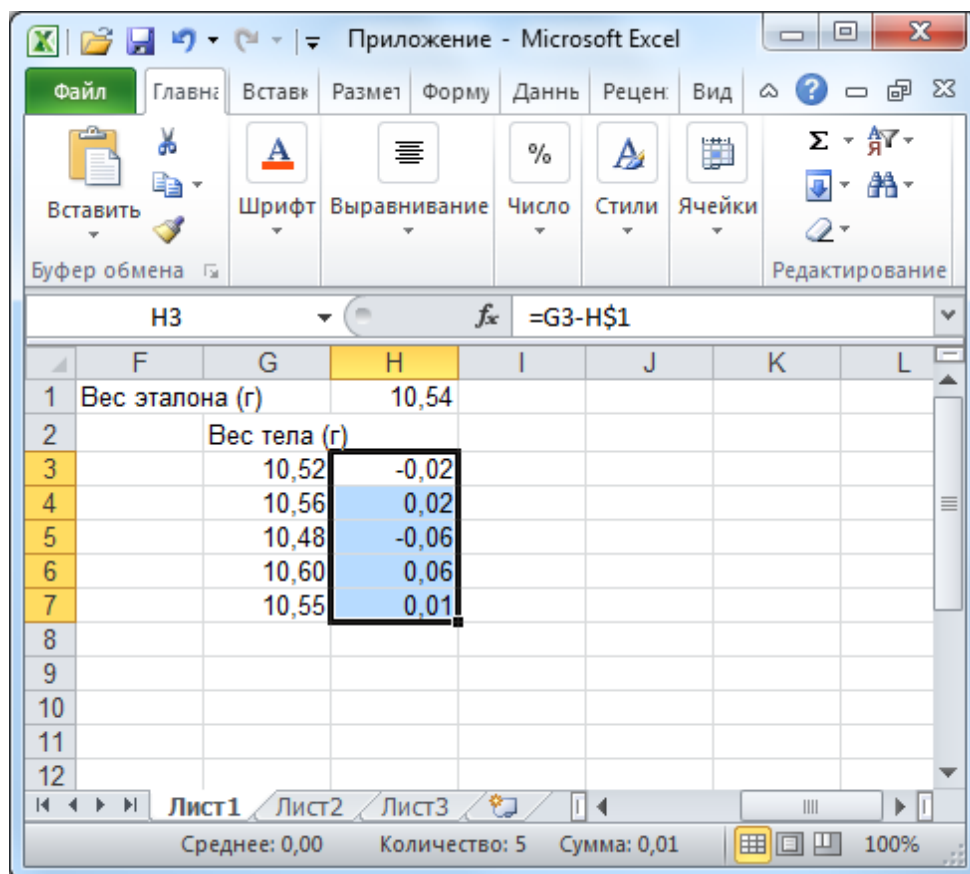 Приложение - Microsoft Excel
Файл Главна Вставк Размет Форму Даннь Рецен: Вид
Вставить Шрифт Выравнивание Число Стили Ячейки
Буфер обмена Редактирование
H3 fx =G3-H$1
F G H I J K L
1 Вес эталона (г) 10,54
2 Вес тела (г)
3 10,52 -0,02
4 10,56 0,02
5 10,48 -0,06
6 10,60 0,06
7 10,55 0,01
8
9
10
11
12
Лист1 Лист2 Лист3
Среднее: 0,00 Количество: 5 Сумма: 0,01 100%